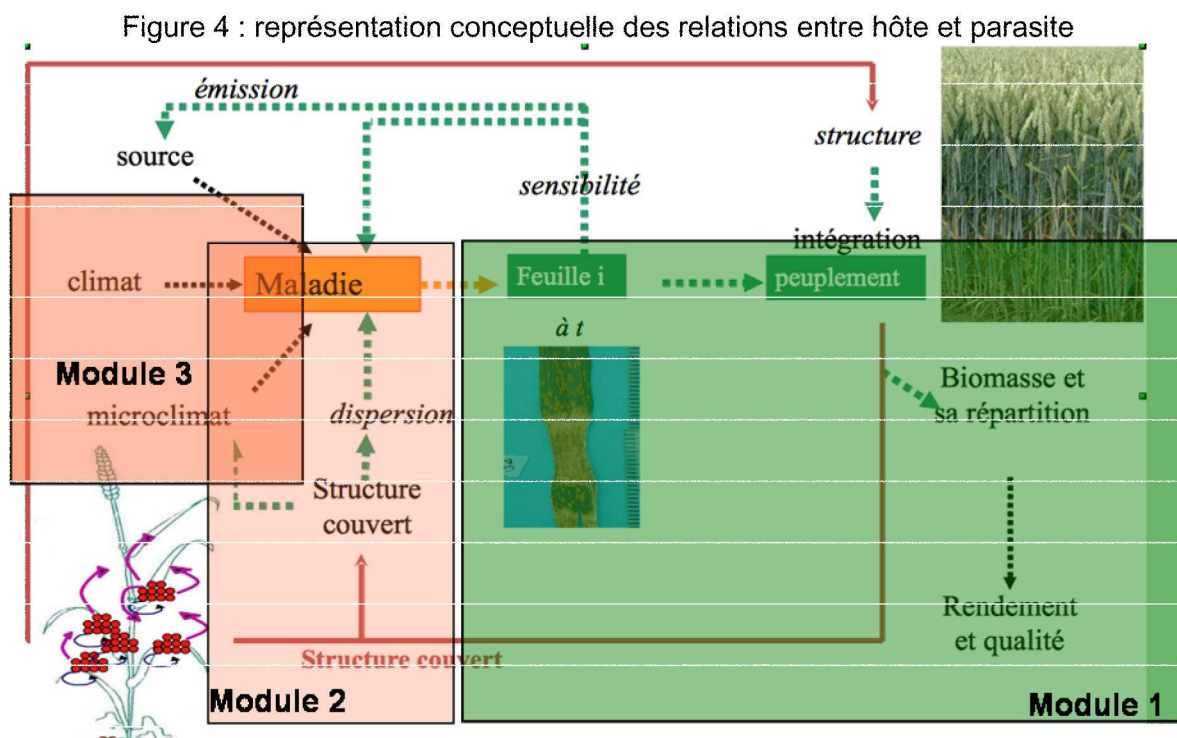 Figure 4 : représentation conceptuelle des relations entre hôte et parasite
émission
source
sensibilité
structure
intégration
climat
Maladie
Feuille i
peuplement
à t
Module 3
microclimat
dispersion
Biomasse et
sa répartition
Structure
couvert
Rendement
et qualité
Structure couvert
Module 2
Module 1